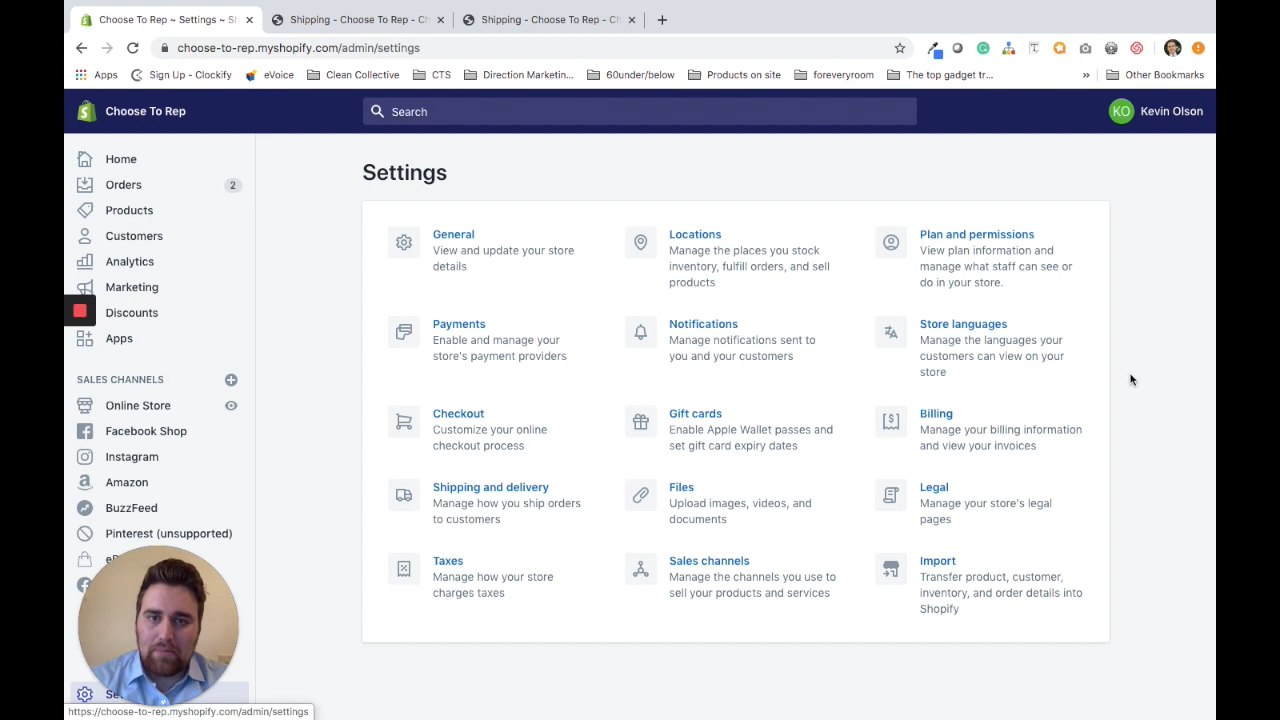 Choose To Rep ~ Settings ~ Sh
Shipping - Choose To Rep - Ch
Shipping - Choose To Rep - Ch
choose-to-rep.myshopify.com/admin/settings
Apps
Sign Up - Clockify
eVoice
Clean Collective
CTS
Direction Marketin...
60under/below
Products on site
foreveryroom
The top gadget tr...
»
Other Bookmarks
Choose To Rep
Search
KO
Kevin Olson
Home
Orders
2
Products
Customers
Analytics
Marketing
Discounts
Apps
SALES CHANNELS
Online Store
Facebook Shop
Instagram
Amazon
BuzzFeed
Pinterest (unsupported)
Settings
General
View and update your store
details
Locations
Manage the places you stock
inventory, fulfill orders, and sell
products
Plan and permissions
View plan information and
manage what staff can see or
do in your store.
Payments
Enable and manage your
store's payment providers
Notifications
Manage notifications sent to
you and your customers
Store languages
Manage the languages your
customers can view on your
store
Checkout
Customize your online
checkout process
Gift cards
Enable Apple Wallet passes and
set gift card expiry dates
Billing
Manage your billing information
and view your invoices
Shipping and delivery
Manage how you ship orders
to customers
Files
Upload images, videos, and
documents
Legal
Manage your store's legal
pages
Taxes
Manage how your store
charges taxes
Sales channels
Manage the channels you use to
sell your products and services
Import
Transfer product, customer,
inventory, and order details into
Shopify
https://choose-to-rep.myshopify.com/admin/settings